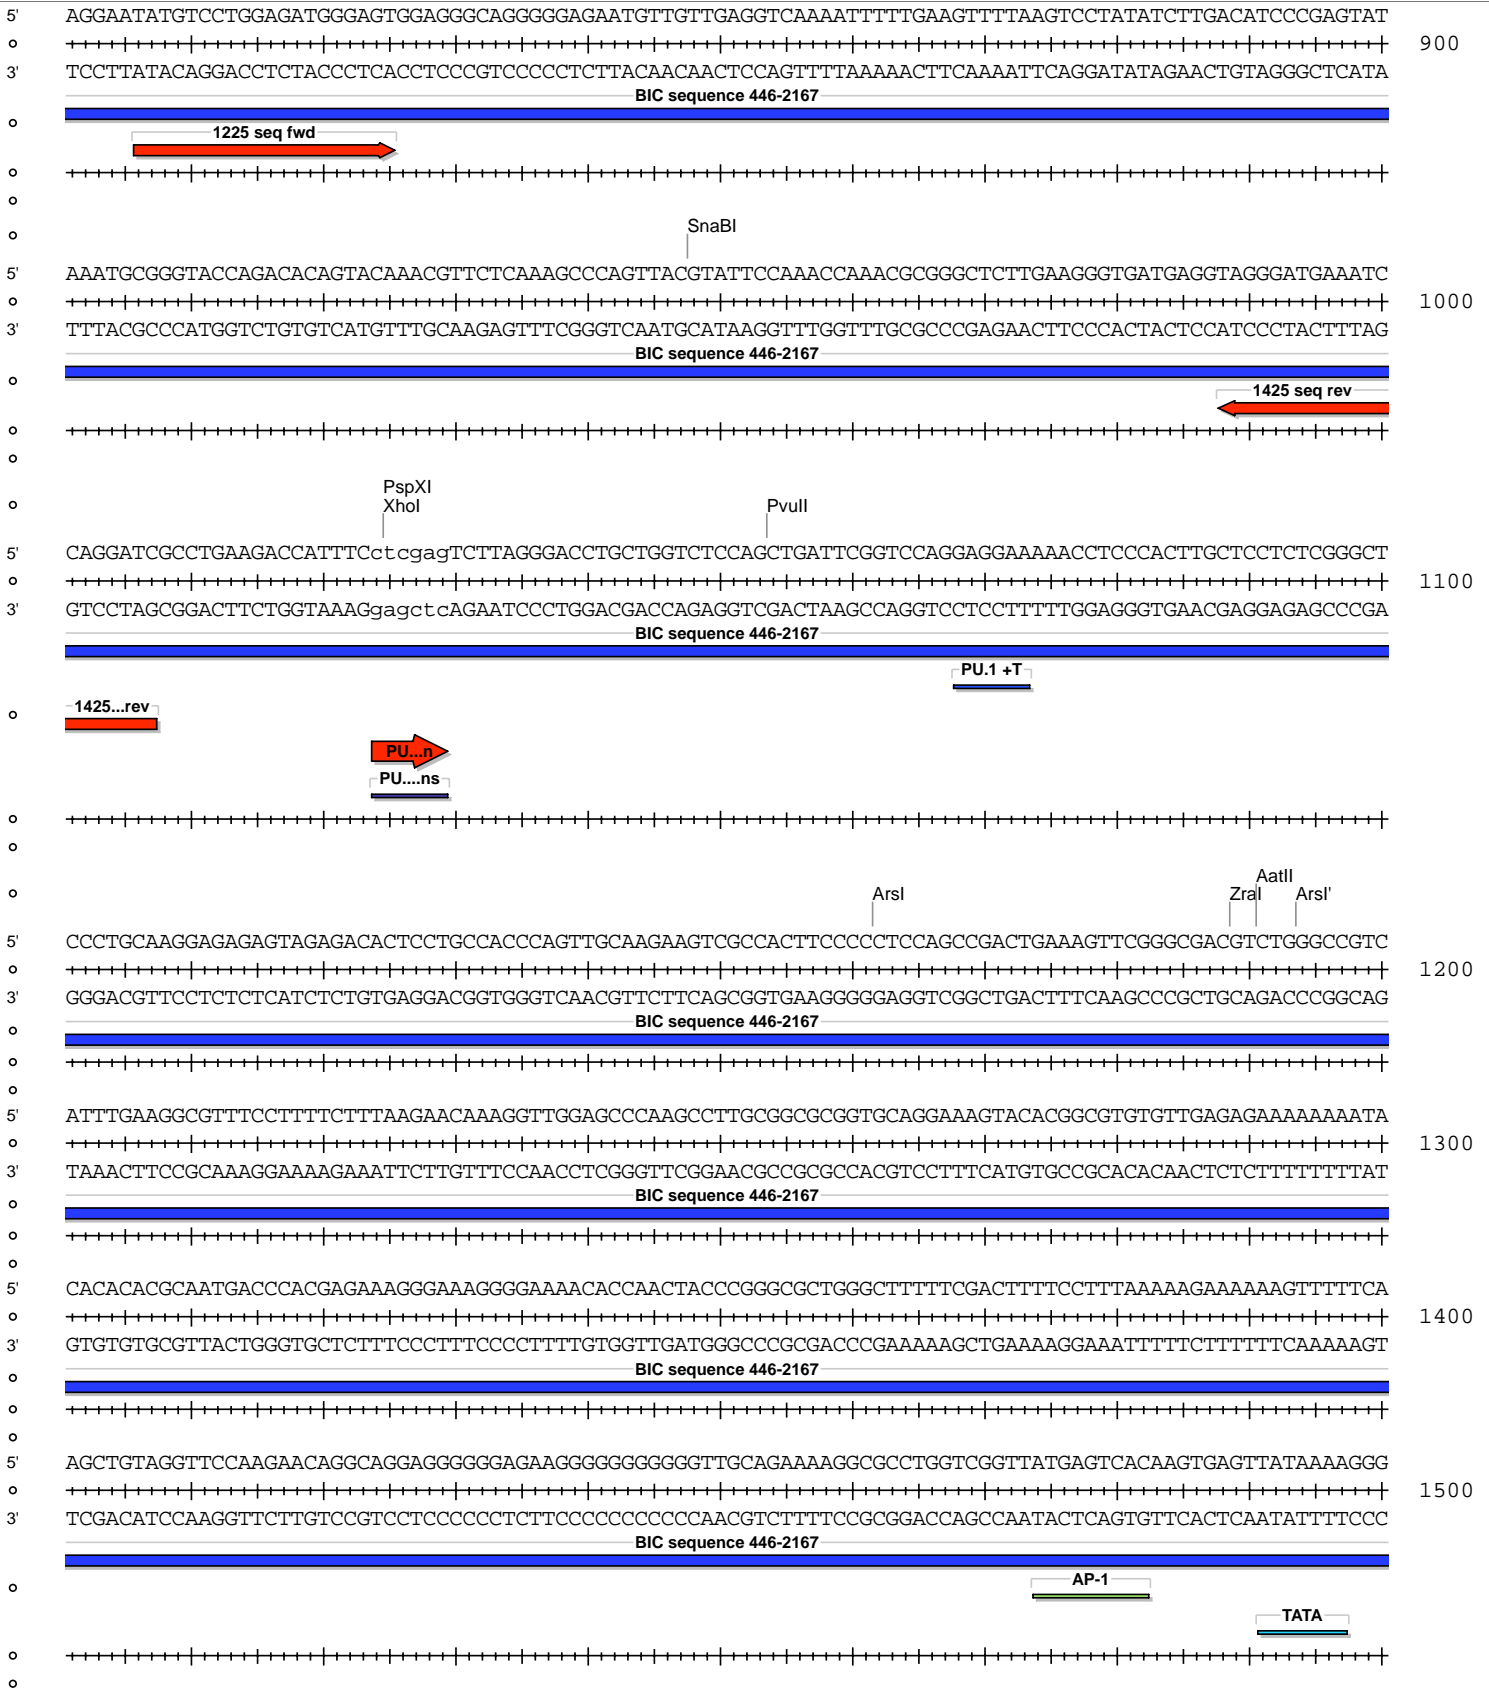 5' AGGAATATGTCCTGGAGATGGGAGTGGAGGGCAGGGGGAGAATGTTGTTGAGGTCAAAATTTTTGAAGTTTTAAGTCCTATATCTTGACATCCCGAGTAT
900
3' TCCTTATACAGGACCTCTACCCTCACCTCCCGTCCCCCTCTTACAACAACTCCAGTTTTAAAAACTTCAAAATTCAGGATATAGAACTGTAGGGCTCATA
BIC sequence 446-2167
1225 seq fwd
SnaBI
5' AAATGCGGGTACCAGACACAGTACAAACGTTCTCAAAGCCCAGTTACGTATTCCAAACCAAACGCGGGCTCTTGAAGGGTGATGAGGTAGGGATGAAATC
1000
3' TTTACGCCCATGGTCTGTGTCATGTTTGCAAGAGTTTCGGGTCAATGCATAAGGTTTGGTTTGCGCCCGAGAACTTCCCACTACTCCATCCCTACTTTAG
BIC sequence 446-2167
1425 seq rev
PspXI
XhoI PvuII
5' CAGGATCGCCTGAAGACCATTTCctcgagTCTTAGGGACCTGCTGGTCTCCAGCTGATTCGGTCCAGGAGGAAAAACCTCCCACTTGCTCCTCTCGGGCT
1100
3' GTCCTAGCGGACTTCTGGTAAAGgagctcAGAATCCCTGGACGACCAGAGGTCGACTAAGCCAGGTCCTCCTTTTTGGAGGGTGAACGAGGAGAGCCCGA
BIC sequence 446-2167
PU.1 +T
1425...rev
PU...n
PU....ns
AatII
ArsI ZraI ArsI'
5' CCCTGCAAGGAGAGAGTAGAGACACTCCTGCCACCCAGTTGCAAGAAGTCGCCACTTCCCCCTCCAGCCGACTGAAAGTTCGGGCGACGTCTGGGCCGTC
1200
3' GGGACGTTCCTCTCTCATCTCTGTGAGGACGGTGGGTCAACGTTCTTCAGCGGTGAAGGGGGAGGTCGGCTGACTTTCAAGCCCGCTGCAGACCCGGCAG
BIC sequence 446-2167
5' ATTTGAAGGCGTTTCCTTTTCTTTAAGAACAAAGGTTGGAGCCCAAGCCTTGCGGCGCGGTGCAGGAAAGTACACGGCGTGTGTTGAGAGAAAAAAAATA
1300
3' TAAACTTCCGCAAAGGAAAAGAAATTCTTGTTTCCAACCTCGGGTTCGGAACGCCGCGCCACGTCCTTTCATGTGCCGCACACAACTCTCTTTTTTTTAT
BIC sequence 446-2167
5' CACACACGCAATGACCCACGAGAAAGGGAAAGGGGAAAACACCAACTACCCGGGCGCTGGGCTTTTTCGACTTTTCCTTTAAAAAGAAAAAAGTTTTTCA
1400
3' GTGTGTGCGTTACTGGGTGCTCTTTCCCTTTCCCCTTTTGTGGTTGATGGGCCCGCGACCCGAAAAAGCTGAAAAGGAAATTTTTCTTTTTTCAAAAAGT
BIC sequence 446-2167
5' AGCTGTAGGTTCCAAGAACAGGCAGGAGGGGGGAGAAGGGGGGGGGGGTTGCAGAAAAGGCGCCTGGTCGGTTATGAGTCACAAGTGAGTTATAAAAGGG
1500
3' TCGACATCCAAGGTTCTTGTCCGTCCTCCCCCCTCTTCCCCCCCCCCCAACGTCTTTTCCGCGGACCAGCCAATACTCAGTGTTCACTCAATATTTTCCC
BIC sequence 446-2167
AP-1
TATA